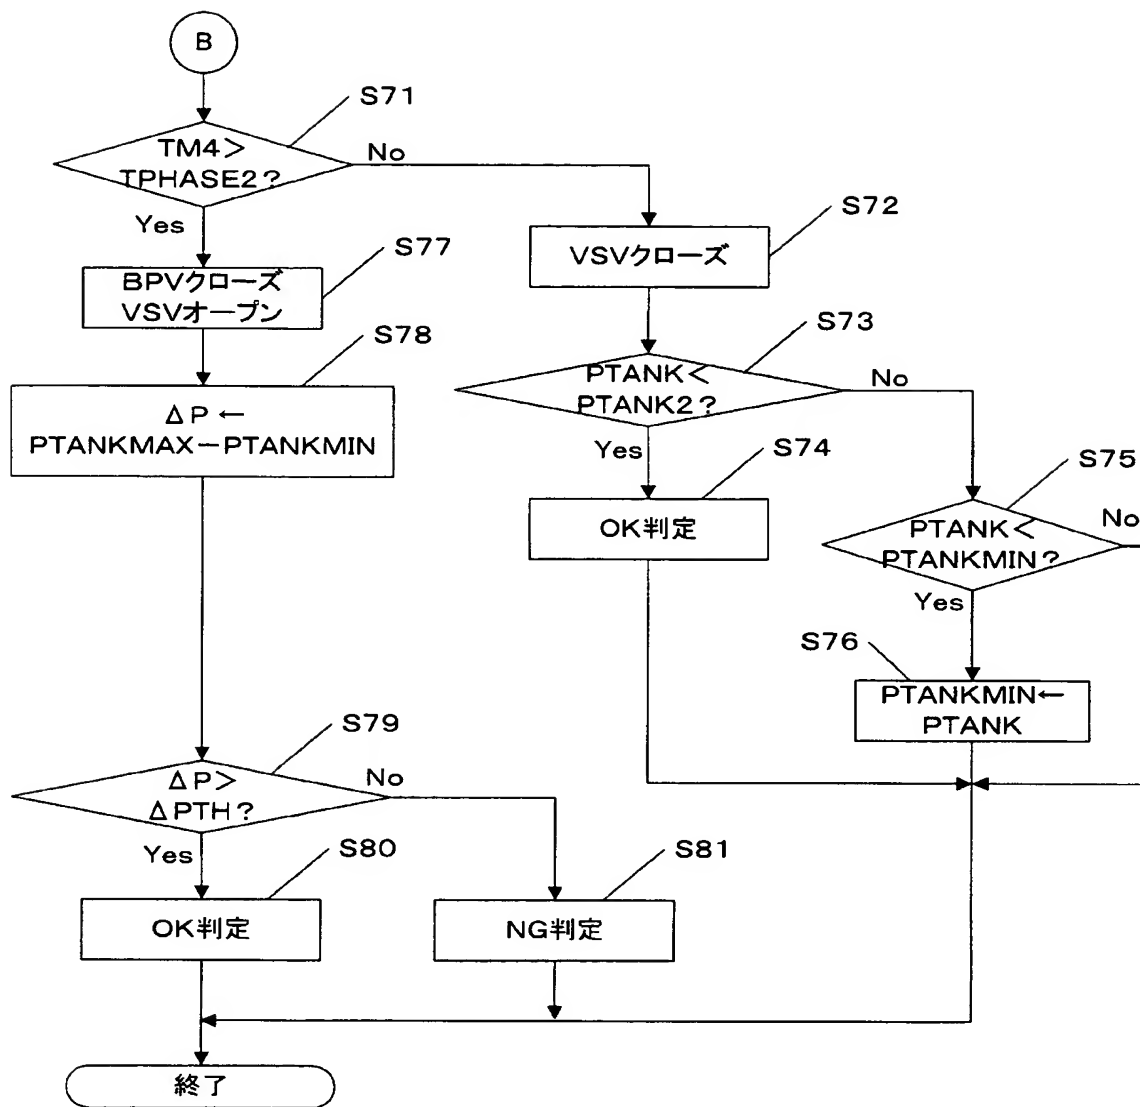 B
S71
TM4>
TPHASE2?
No
Yes
S72
VSVクローズ
S77
BPVクローズ
VSVオープン
S73
PTANK<
PTANK2?
No
Yes
S78
ΔP←
PTANKMAX−PTANKMIN
S74
OK判定
S75
PTANK<
PTANKMIN?
No
Yes
S76
PTANKMIN←
PTANK
S79
ΔP>
ΔPTH?
No
Yes
S80
OK判定
S81
NG判定
終了